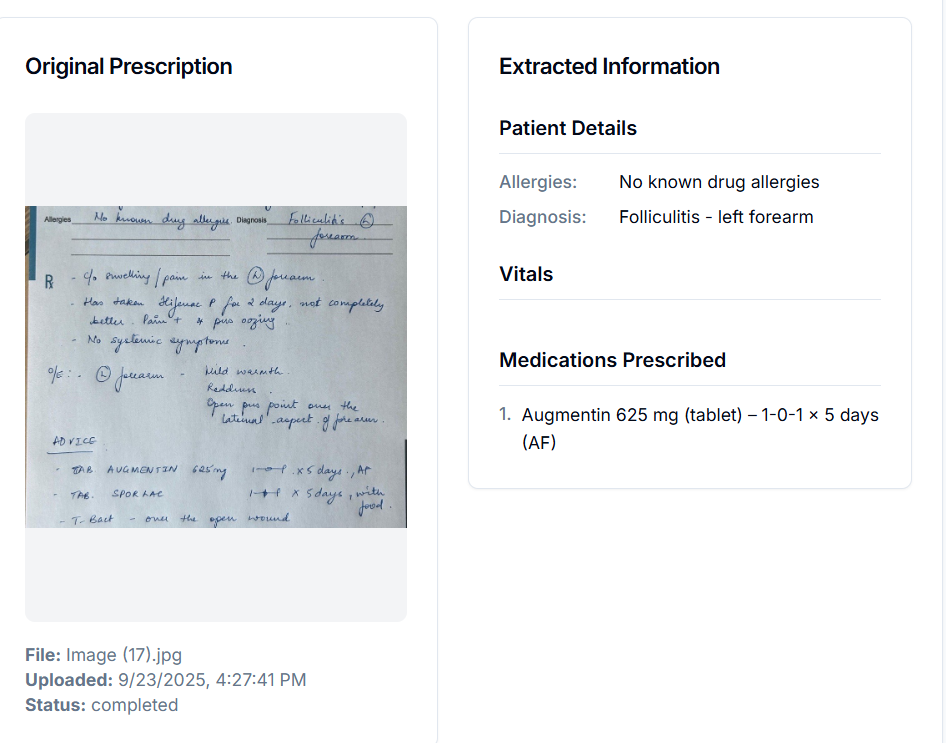 Original Prescription
Allergies No known drug allergies Diagnosis Folliculitis Ⓛ
forearm
℞ - c/o swelling / pain in the Ⓛ forearm.
- Has taken Hifenac P for 2 days. not completely
better. Pain + & pus oozing.
- No systemic symptoms.
O/E: - Ⓛ forearm - Mild warmth.
Redness.
Open pus point over the
lateral aspect of forearm.
ADVICE
- TAB. AUGMENTIN 625mg 1-0-1 x 5 days., AF
- TAB. SPORLAC x 5 days, with
food.
- T-Bact - over the open wound
File: Image (17).jpg
Uploaded: 9/23/2025, 4:27:41 PM
Status: completed
Extracted Information
Patient Details
Allergies: No known drug allergies
Diagnosis: Folliculitis - left forearm
Vitals
Medications Prescribed
1. Augmentin 625 mg (tablet) – 1-0-1 × 5 days
(AF)